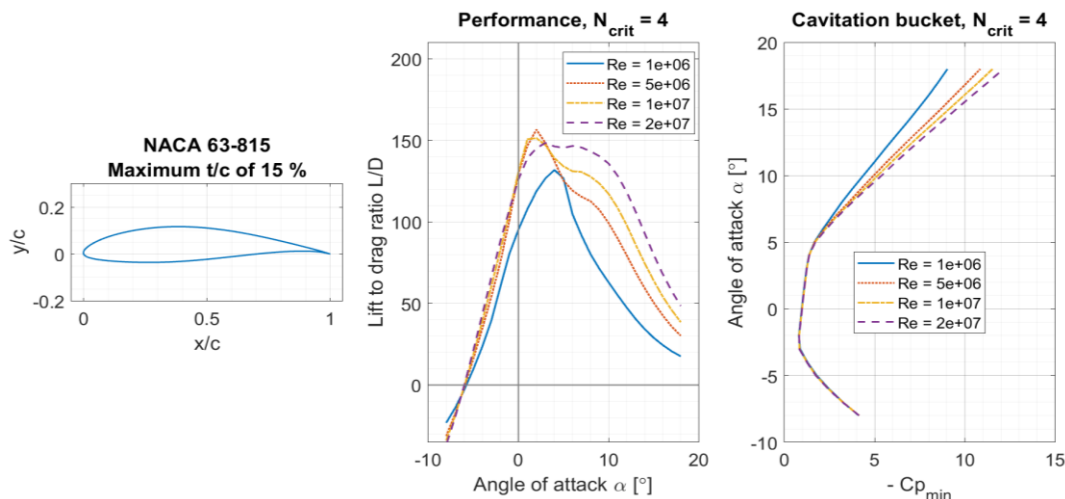 NACA 63-815
Maximum t/c of 15 %
y/c
0.2
0
-0.2
0
0.5
1
x/c
Performance, N_crit = 4
Lift to drag ratio L/D
200
150
100
50
0
Re = 1e+06
Re = 5e+06
Re = 1e+07
Re = 2e+07
-10
0
10
20
Angle of attack α [°]
Cavitation bucket, N_crit = 4
Angle of attack α [°]
20
15
10
5
0
-5
-10
Re = 1e+06
Re = 5e+06
Re = 1e+07
Re = 2e+07
0
5
10
15
- Cp_min